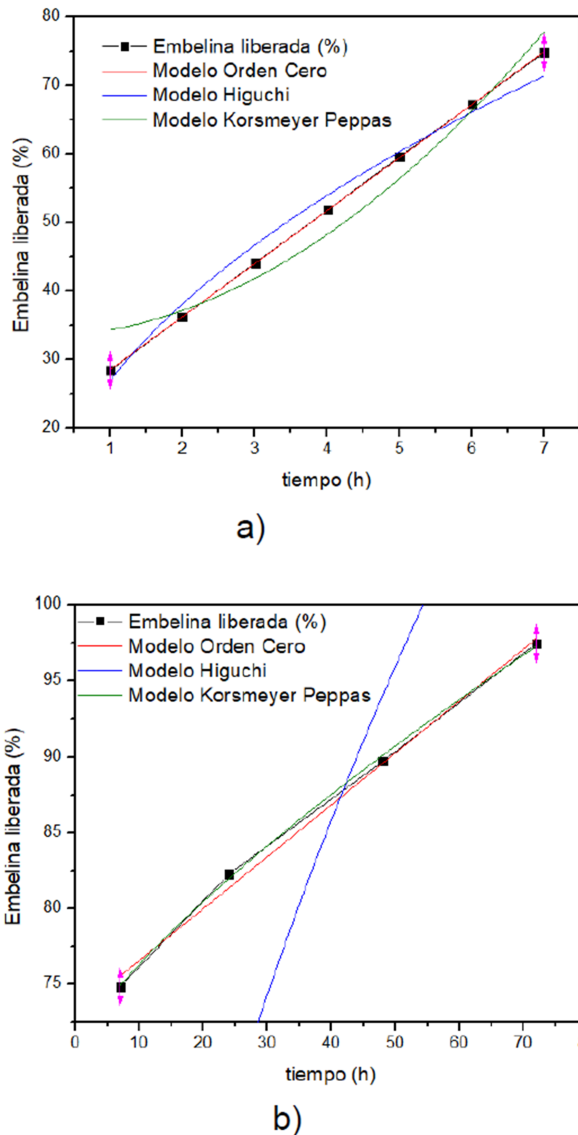 80
70
60
50
40
30
20
Embelina liberada (%)
Embelina liberada (%)
Modelo Orden Cero
Modelo Higuchi
Modelo Korsmeyer Peppas
1 2 3 4 5 6 7
tiempo (h)
a)
100
95
90
85
80
75
Embelina liberada (%)
Embelina liberada (%)
Modelo Orden Cero
Modelo Higuchi
Modelo Korsmeyer Peppas
0 10 20 30 40 50 60 70
tiempo (h)
b)